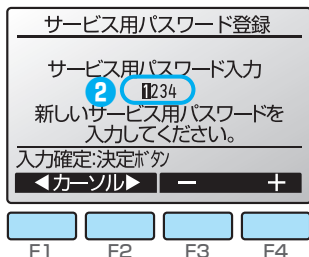 サービス用パスワード登録
サービス用パスワード入力
2 1234
新しいサービス用パスワードを
入力してください。
入力確定:決定ボタン
◀カーソル▶ − +
F1 F2 F3 F4